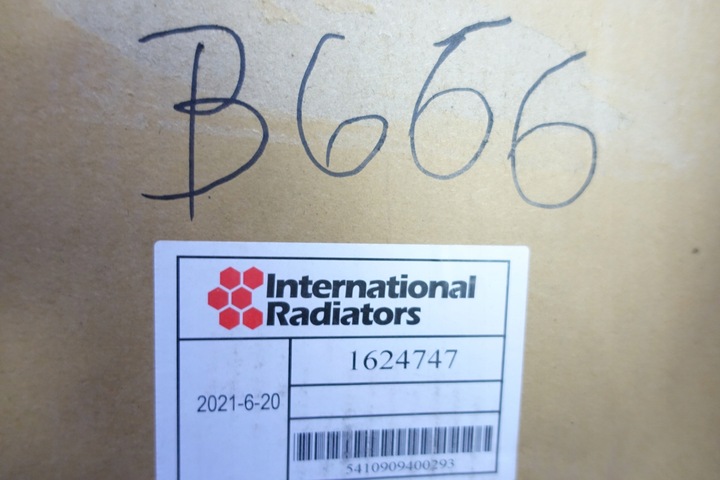 B666
International
Radiators
1624747
2021-6-20
5410909400293